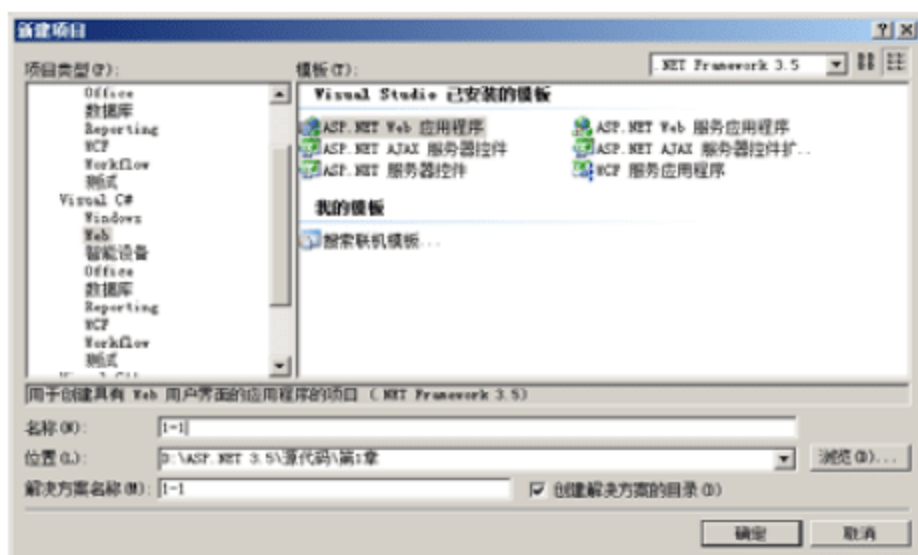 新建项目
项目类型(P):
模板(T):
.NET Framework 3.5
Office
数据库
Reporting
WCF
Workflow
测试
Visual C#
Windows
Web
智能设备
Office
数据库
Reporting
WCF
Workflow
测试
Visual Studio 已安装的模板
ASP.NET Web 应用程序
ASP.NET Web 服务应用程序
ASP.NET AJAX 服务器控件
ASP.NET AJAX 服务器控件扩..
ASP.NET 服务器控件
WCF 服务应用程序
我的模板
搜索联机模板...
用于创建具有 Web 用户界面的应用程序的项目 (.NET Framework 3.5)
名称(N):
1-1
位置(L):
D:\ASP.NET 3.5\源代码\第1章
浏览(B)...
解决方案名称(M):
1-1
创建解决方案的目录(D)
确定
取消